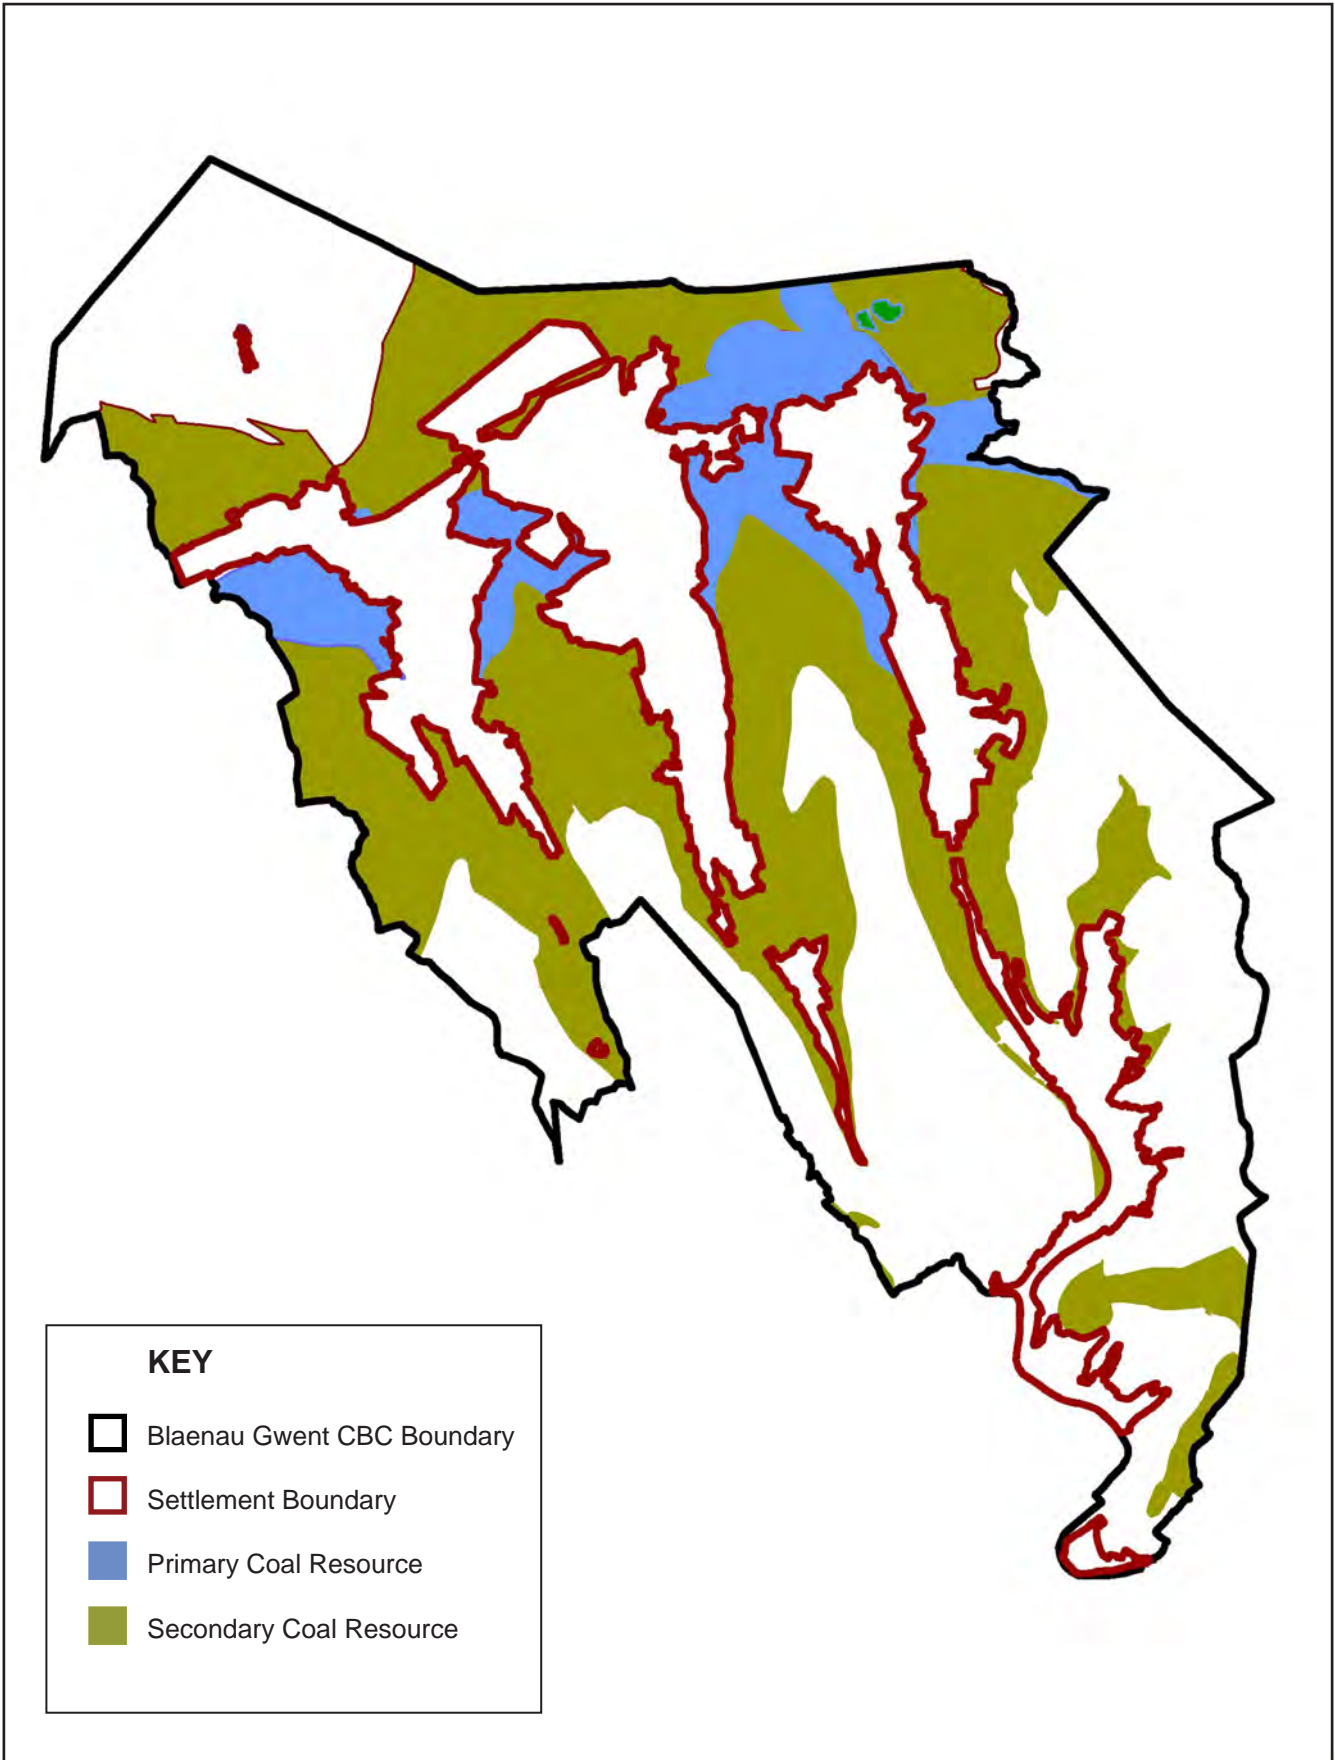 KEY
Blaenau Gwent CBC Boundary
Settlement Boundary
Primary Coal Resource
Secondary Coal Resource